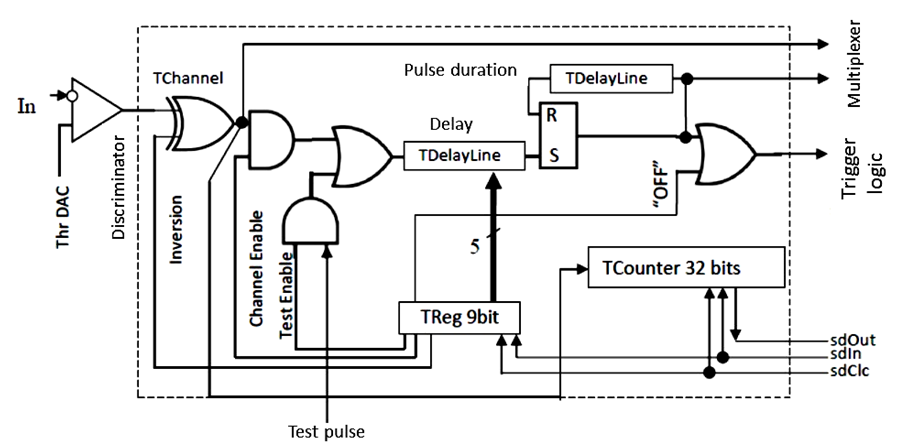 TChannel
Pulse duration
TDelayLine
Multiplexer
In
R
Delay
TDelayLine
S
Trigger
logic
Thr DAC
Discriminator
Inversion
Channel Enable
Test Enable
5
"OFF"
TCounter 32 bits
TReg 9bit
sdOut
sdIn
sdClc
Test pulse